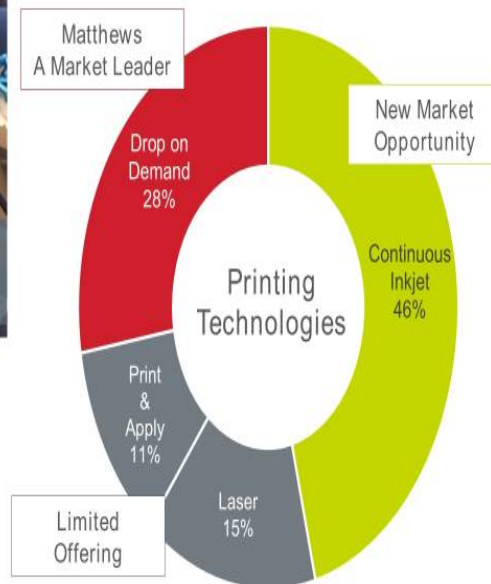 Matthews
A Market Leader
New Market
Opportunity
Drop on
Demand
28%
Continuous
Inkjet
46%
Printing
Technologies
Print
&
Apply
11%
Laser
15%
Limited
Offering